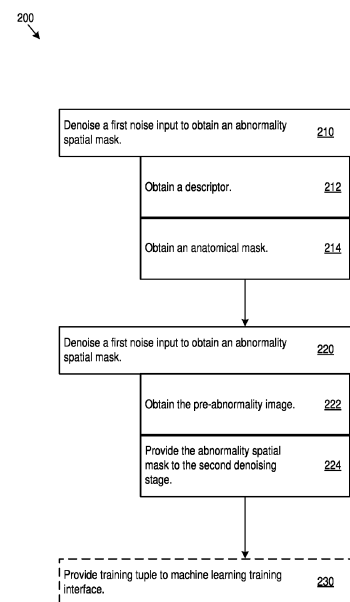 200
Denoise a first noise input to obtain an abnormality
spatial mask.
210
Obtain a descriptor.
212
Obtain an anatomical mask.
214
Denoise a first noise input to obtain an abnormality
spatial mask.
220
Obtain the pre-abnormality image.
222
Provide the abnormality spatial
mask to the second denoising
stage.
224
Provide training tuple to machine learning training
interface.
230